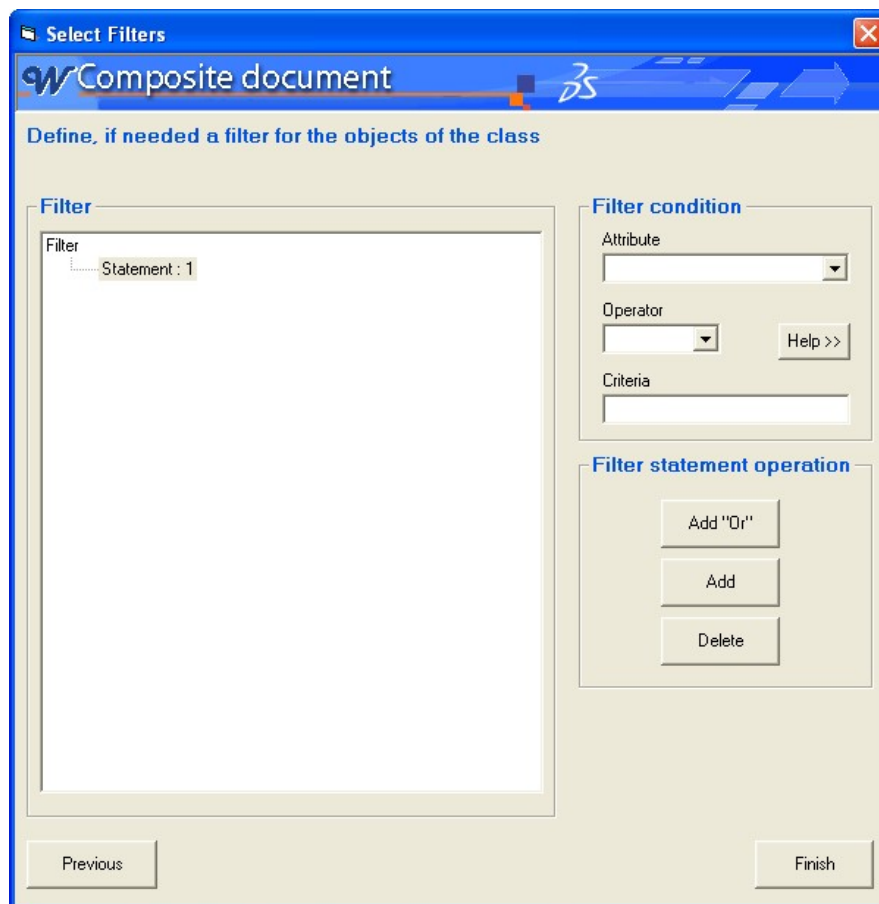 Select Filters
W Composite document
DS
Define, if needed a filter for the objects of the class
Filter
Filter
Statement : 1
Filter condition
Attribute
Operator
Help >>
Criteria
Filter statement operation
Add "Or"
Add
Delete
Previous
Finish